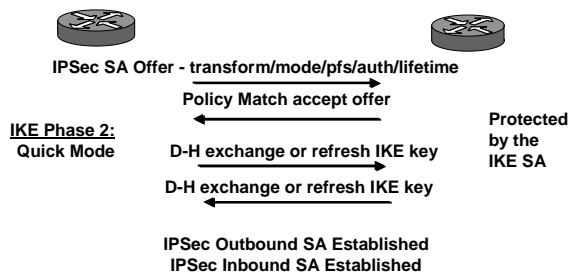 IPSec SA Offer - transform/mode/pfs/auth/lifetime
Policy Match accept offer
IKE Phase 2:
Quick Mode
Protected
by the
IKE SA
D-H exchange or refresh IKE key
D-H exchange or refresh IKE key
IPSec Outbound SA Established
IPSec Inbound SA Established